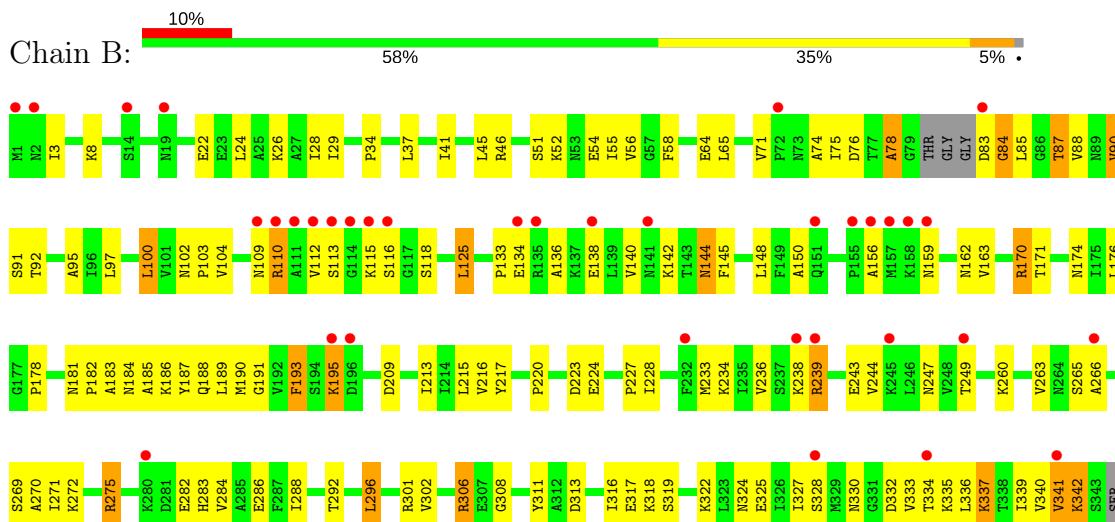 10%
Chain B:
58% 35% 5% •
M1 N2 I3 K8 S14 N19 E22 E23 L24 A25 K26 A27 I28 I29 P34 L37 I41 L45 R46 S51 K52 N53 E54 I55 V56 G57 F58 E64 L65 V71 P72 N73 A74 I75 D76 T77 A78 G79 THR GLY GLY D83 G84 L85 G86 T87 V88 N89 V90
S91 T92 A95 I96 L97 L100 V101 N102 P103 V104 N109 R110 A111 V112 S113 G114 K115 S116 G117 S118 L125 P133 E134 R135 A136 K137 E138 L139 V140 N141 K142 T143 N144 F145 L148 F149 A150 Q151 P155 A156 M157 K158 N159 N162 V163 R170 T171 N174 I175 L176
G177 P178 N181 P182 A183 N184 A185 K186 Y187 Q188 L189 M190 G191 V192 F193 S194 K195 D196 D209 I213 I214 L215 V216 Y217 P220 D223 E224 P227 I228 F232 M233 K234 I235 V236 S237 K238 R239 E243 V244 K245 L246 N247 V248 T249 K260 V263 N264 S265 A266
S269 A270 I271 K272 R275 K280 D281 E282 H283 V284 A285 E286 F287 I288 T292 L296 R301 V302 R306 E307 G308 Y311 A312 D313 I316 E317 K318 S319 K322 L323 N324 E325 I326 I327 S328 M329 N330 G331 D332 V333 T334 K335 L336 K337 T338 I339 V340 V341 K342 S343 SER